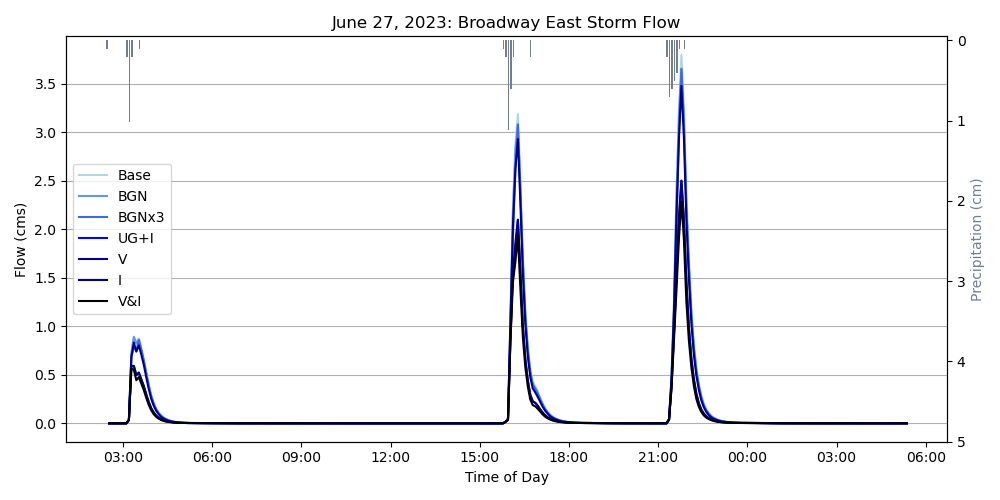 June 27, 2023: Broadway East Storm Flow
Flow (cms)
3.5
3.0
2.5
2.0
1.5
1.0
0.5
0.0
Base
BGN
BGNx3
UG+I
V
I
V&I
0
1
2
3
4
5
Precipitation (cm)
03:00 06:00 09:00 12:00 15:00 18:00 21:00 00:00 03:00 06:00
Time of Day